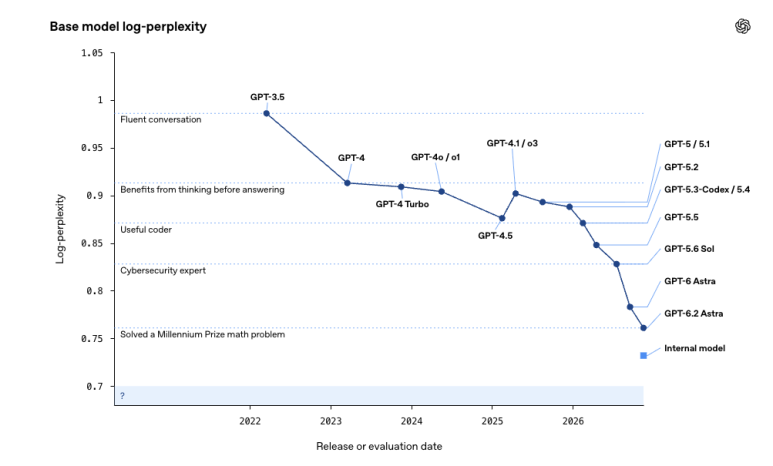 Base model log-perplexity
1.05
1
0.95
0.9
0.85
0.8
0.75
0.7
Log-perplexity
GPT-3.5
Fluent conversation
GPT-4
GPT-4o / o1
GPT-4.1 / o3
GPT-5 / 5.1
GPT-5.2
GPT-5.3-Codex / 5.4
Benefits from thinking before answering
GPT-4 Turbo
GPT-4.5
GPT-5.5
Useful coder
GPT-5.6 Sol
Cybersecurity expert
GPT-6 Astra
GPT-6.2 Astra
Solved a Millennium Prize math problem
Internal model
?
2022
2023
2024
2025
2026
Release or evaluation date